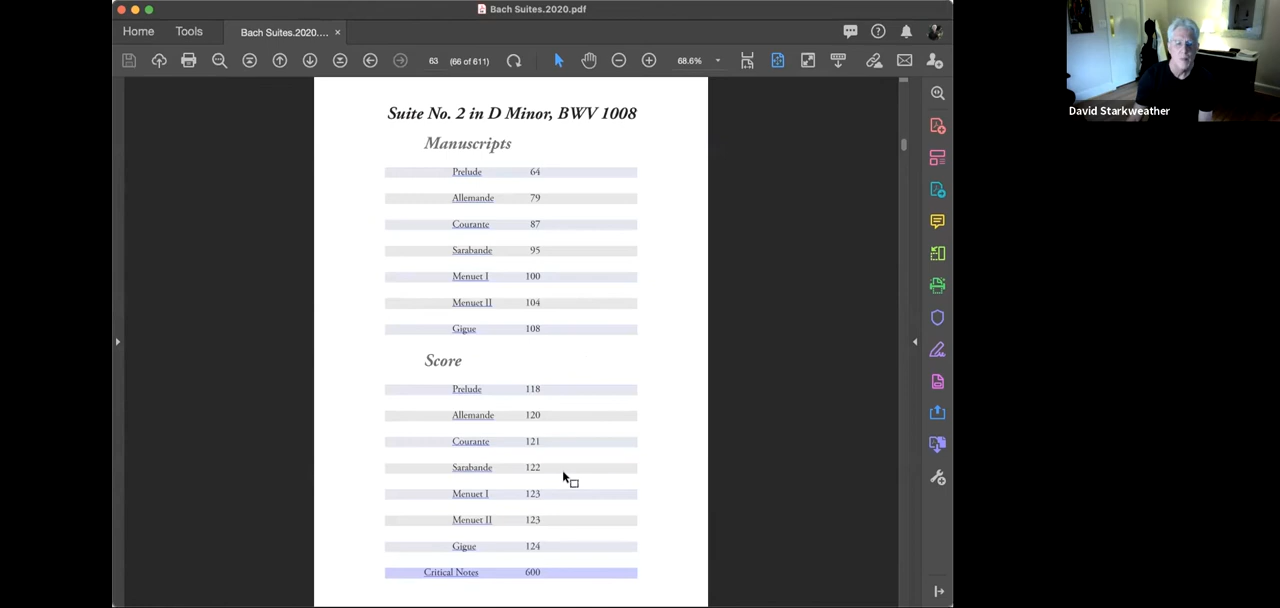 Bach Suites.2020.pdf
Home Tools Bach Suites.2020.... ×
63 (66 of 611) 68.6%
David Starkweather
Suite No. 2 in D Minor, BWV 1008
Manuscripts
Prelude 64
Allemande 79
Courante 87
Sarabande 95
Menuet I 100
Menuet II 104
Gigue 108
Score
Prelude 118
Allemande 120
Courante 121
Sarabande 122
Menuet I 123
Menuet II 123
Gigue 124
Critical Notes 600